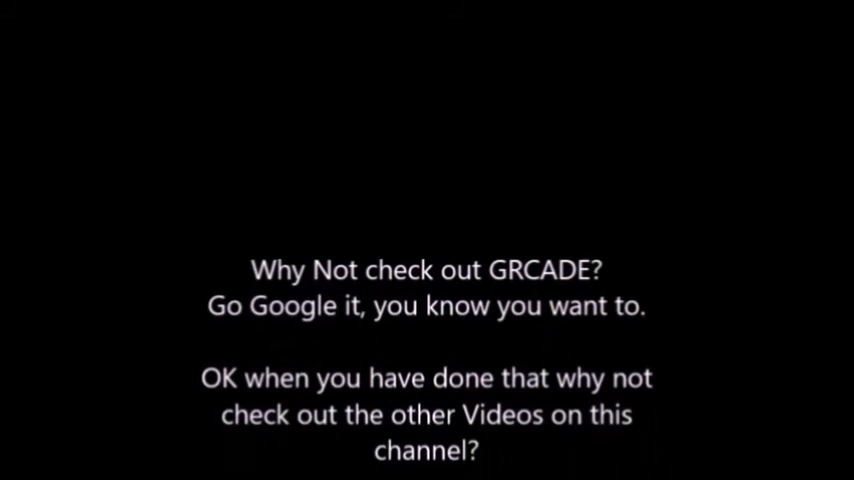 Why Not check out GRCADE?
Go Google it, you know you want to.
OK when you have done that why not
check out the other Videos on this
channel?